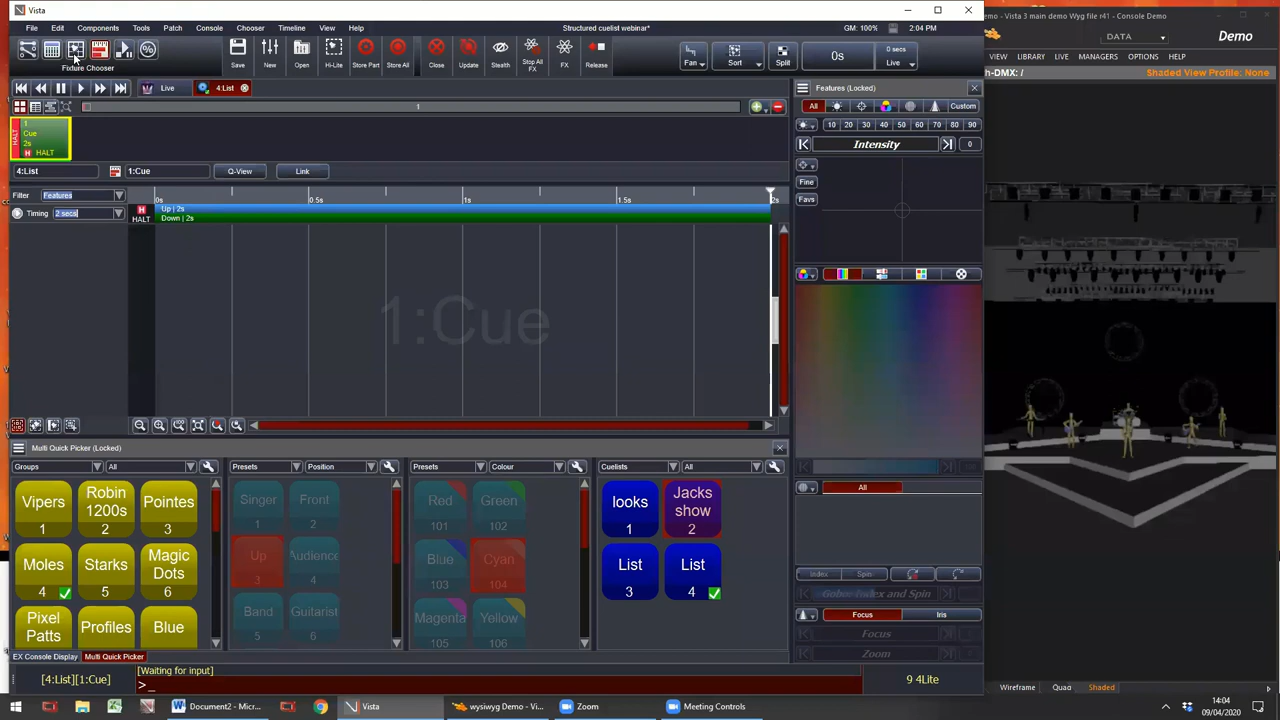 Vista
Structured cuelist webinar*
GM: 100%
2:04 PM
File Edit Components Tools Patch Console Chooser Timeline View Help
Fixture Chooser
Save New Open Hi-Lite Store Part Store All Close Update Stealth Stop All FX FX Release
Fan Sort Split 0s 0 secs Live
Live 4:List
1
1
Cue
2s
H HALT
HALT
4:List 1:Cue Q-View Link
Filter Features
Timing 2 secs
0s 0.5s 1s 1.5s 2s
H HALT
Up | 2s
Down | 2s
1:Cue
Features (Locked)
All Custom
10 20 30 40 50 60 70 80 90
Intensity 0
Fine
Favs
All
Index Spin
Gobo: Index and Spin
Focus Iris
Focus
Zoom
Multi Quick Picker (Locked)
Groups All Presets Position Presets Colour Cuelists All
Vipers 1 Robin 1200s 2 Pointes 3
Moles 4 Starks 5 Magic Dots 6
Pixel Patts Profiles Blue
Singer 1 Front 2
Up 3 Audience 4
Band 5 Guitarist 6
Red 101 Green 102
Blue 103 Cyan 104
Magenta 105 Yellow 106
looks 1 Jacks show 2
List 3 List 4
EX Console Display Multi Quick Picker
[Waiting for input]
[4:List][1:Cue] >_ 9 4Lite
emo - Vista 3 main demo Wyg file r41 - Console Demo
DATA Demo
LIBRARY LIVE MANAGERS OPTIONS HELP
h-DMX: /
Shaded View Profile: None
Wireframe Quad Shaded
Document2 - Micr... Vista wysiwyg Demo - Vi... Zoom Meeting Controls
14:04
09/04/2020